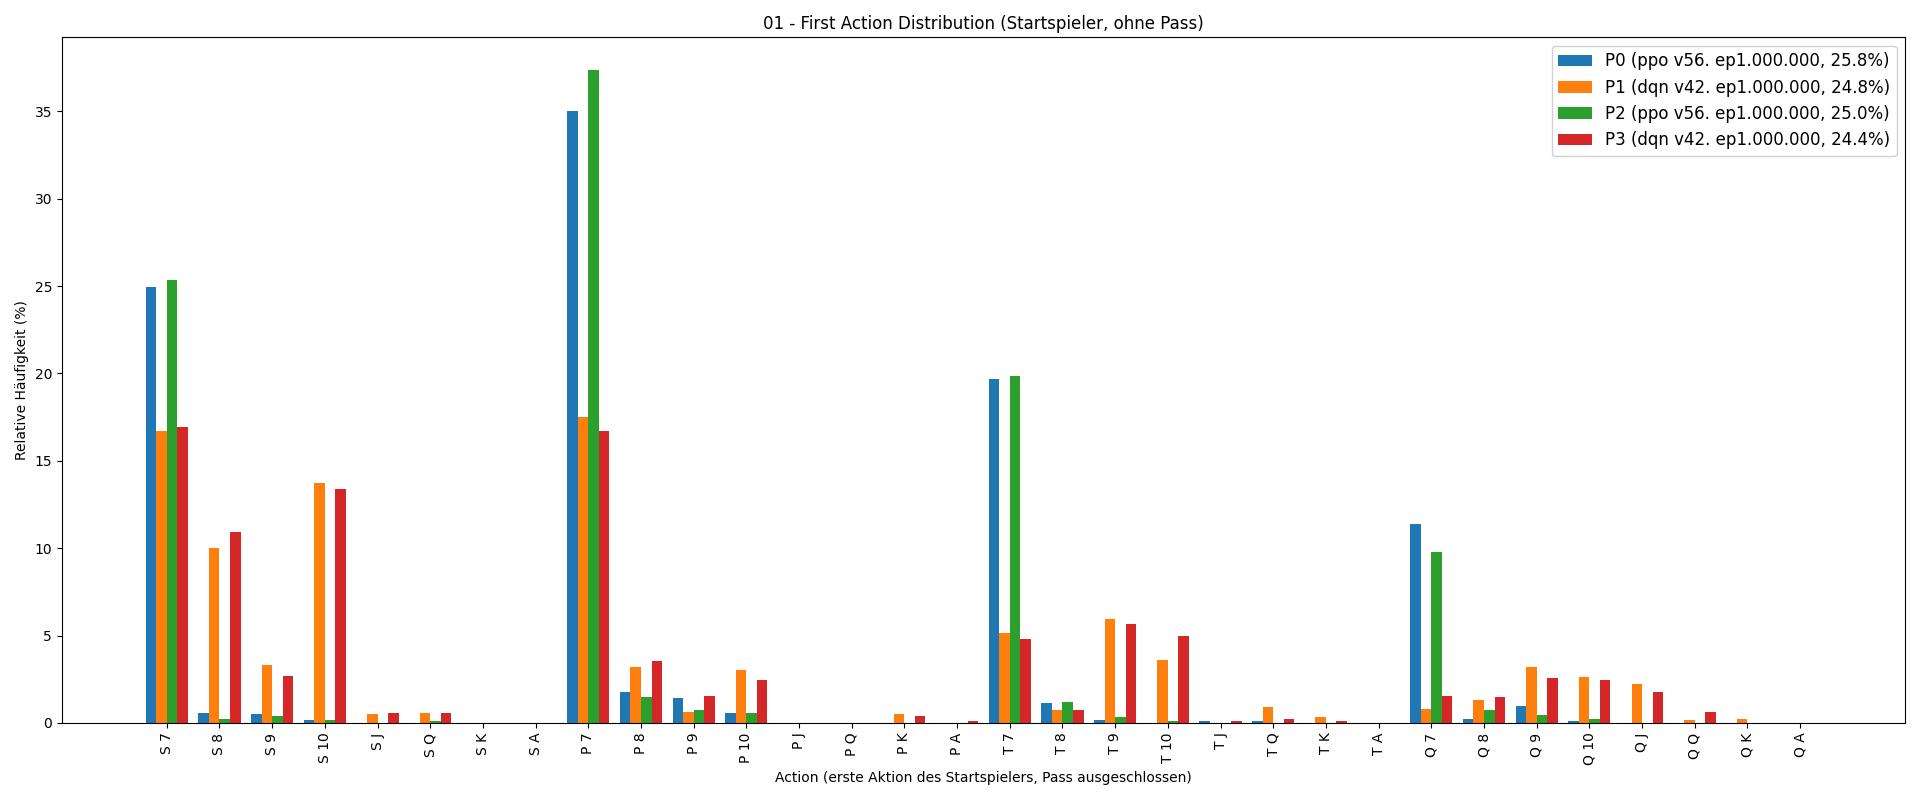 01 - First Action Distribution (Startspieler, ohne Pass)
P0 (ppo v56. ep1.000.000, 25.8%)
P1 (dqn v42. ep1.000.000, 24.8%)
P2 (ppo v56. ep1.000.000, 25.0%)
P3 (dqn v42. ep1.000.000, 24.4%)
Relative Häufigkeit (%)
35
30
25
20
15
10
5
0
S 7
S 8
S 9
S 10
S J
S Q
S K
S A
P 7
P 8
P 9
P 10
P J
P Q
P K
P A
T 7
T 8
T 9
T 10
T J
T Q
T K
T A
Q 7
Q 8
Q 9
Q 10
Q J
Q Q
Q K
Q A
Action (erste Aktion des Startspielers, Pass ausgeschlossen)